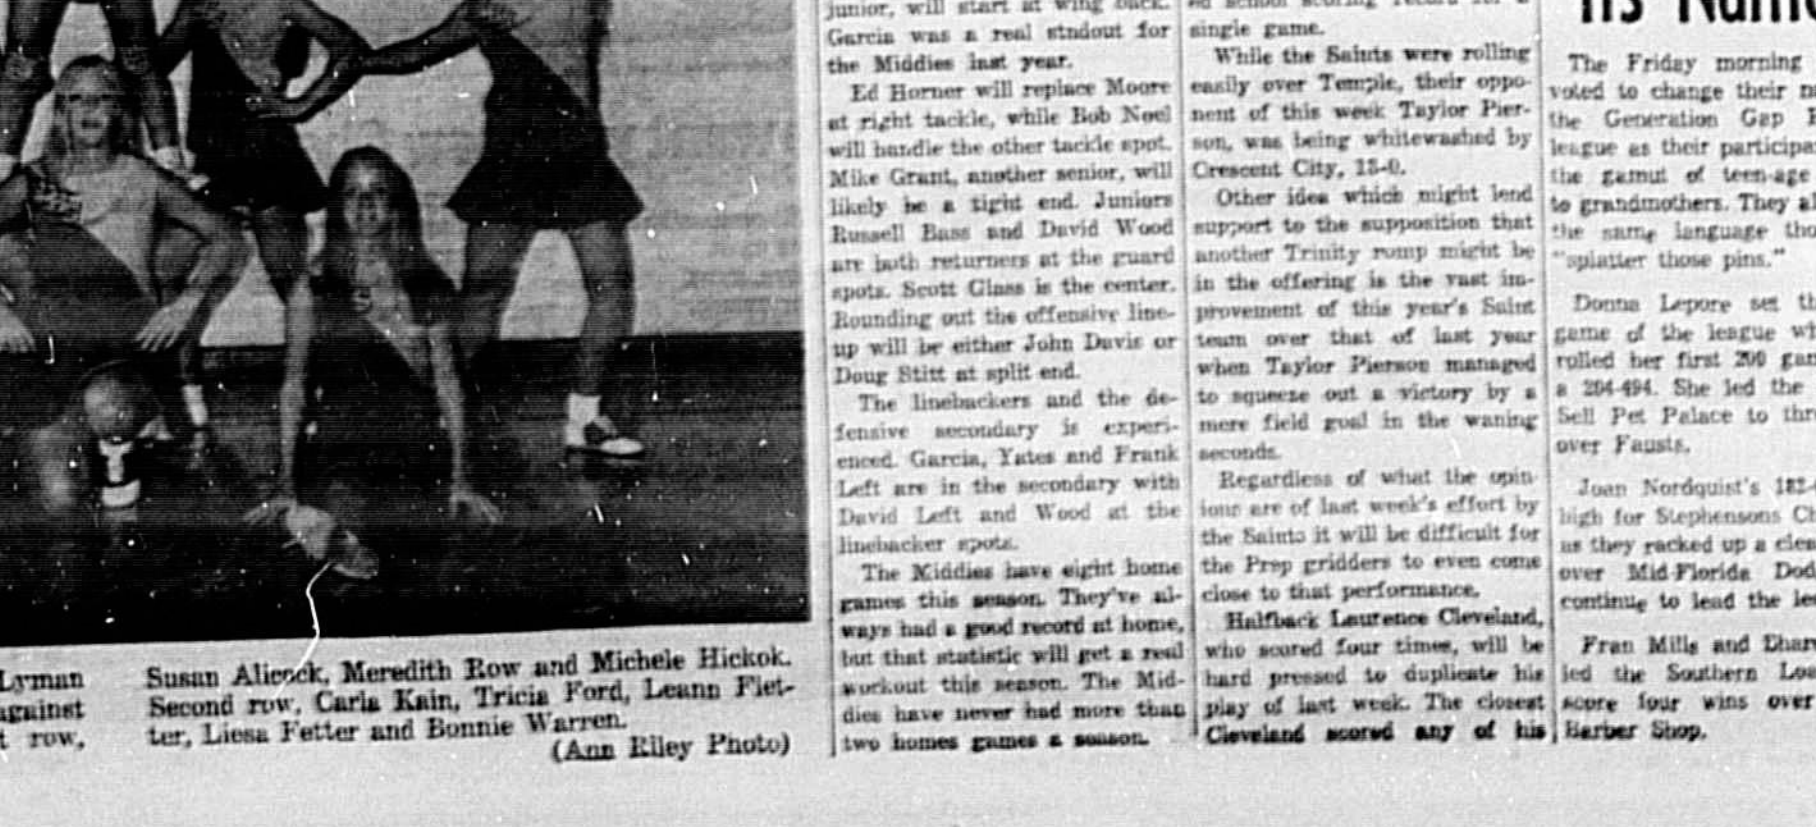 Lyman
against
row,
Susan Alicock, Meredith Row and Michele Hickok.
Second row, Carla Kain, Tricia Ford, Leann Flet-
ter, Liesa Fetter and Bonnie Warren.
(Ann Riley Photo)
junior, will start at wing back.
Garcia was a real stndout for
the Middies last year.
Ed Horner will replace Moore
at right tackle, while Bob Noel
will handle the other tackle spot.
Mike Grant, another senior, will
likely be a tight end. Juniors
Russell Bass and David Wood
are both returners at the guard
spots. Scott Glass is the center.
Rounding out the offensive line-
up will be either John Davis or
Doug Stitt at split end.
The linebackers and the de-
fensive secondary is experi-
enced. Garcia, Yates and Frank
Left are in the secondary with
David Left and Wood at the
linebacker spots.
The Middies have eight home
games this season. They've al-
ways had a good record at home,
but that statistic will get a real
workout this season. The Mid-
dies have never had more than
two homes games a season.
school scoring record for a
single game.
While the Saints were rolling
easily over Temple, their oppo-
nent of this week Taylor Pier-
son, was being whitewashed by
Crescent City, 15-0.
Other idea which might lend
support to the supposition that
another Trinity romp might be
in the offering is the vast im-
provement of this year's Saint
team over that of last year
when Taylor Pierson managed
to squeeze out a victory by a
mere field goal in the waning
seconds.
Regardless of what the opin-
ions are of last week's effort by
the Saints it will be difficult for
the Prep gridders to even come
close to that performance.
Halfback Laurence Cleveland,
who scored four times, will be
hard pressed to duplicate his
play of last week. The closest
Cleveland scored any of his
Its Name
The Friday morning
voted to change their
the Generation Gap
league as their
the gamut of teen-age
to grandmothers. They
the same language
"splatter those pins."
Donna Lepore set
game of the league
rolled her first 200
a 204-494. She led the
Sell Pet Palace to
over Fausts.
Joan Nordquist's
high for Stephensons
as they racked up a
over Mid-Florida
continue to lead the
Fran Mills and
led the Southern
score four wins over
Barber Shop.